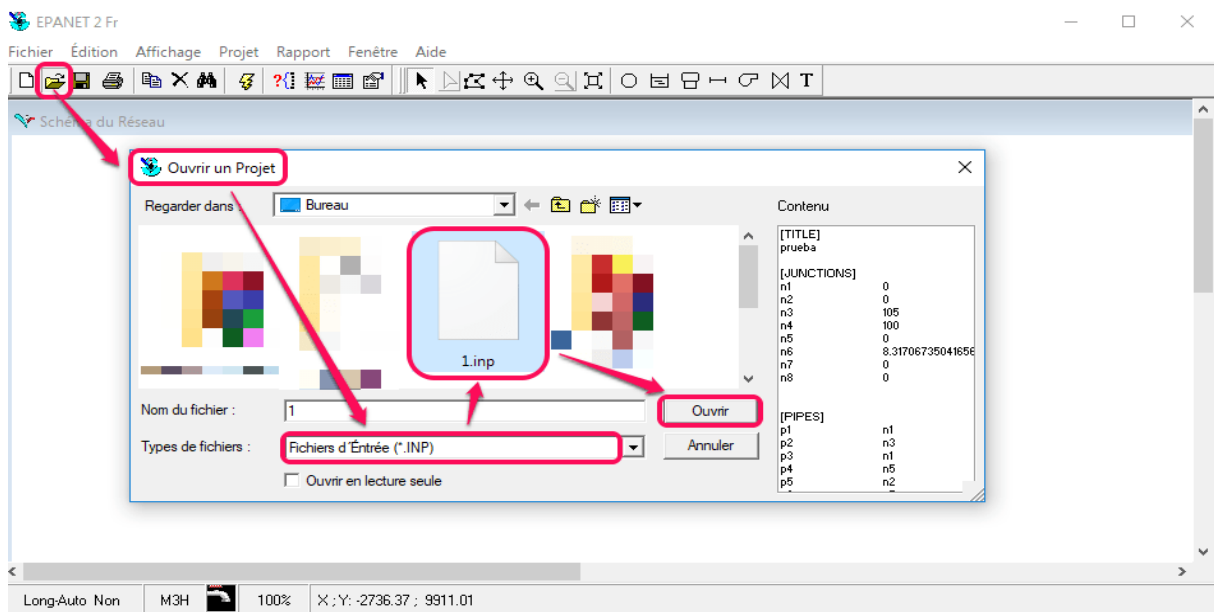 EPANET 2 Fr
Fichier Édition Affichage Projet Rapport Fenêtre Aide
T
Schéma du Réseau
Ouvrir un Projet
Regarder dans : Bureau
Contenu
[TITLE]
prueba
[JUNCTIONS]
n1 0
n2 0
n3 105
n4 100
n5 0
n6 8.31706735041656
n7 0
n8 0
[PIPES]
p1 n1
p2 n3
p3 n1
p4 n5
p5 n2
1.inp
Nom du fichier : 1 Ouvrir
Types de fichiers : Fichiers d´Éntrée (*.INP) Annuler
Ouvrir en lecture seule
Long-Auto Non M3H 100% X ; Y: -2736.37 ; 9911.01